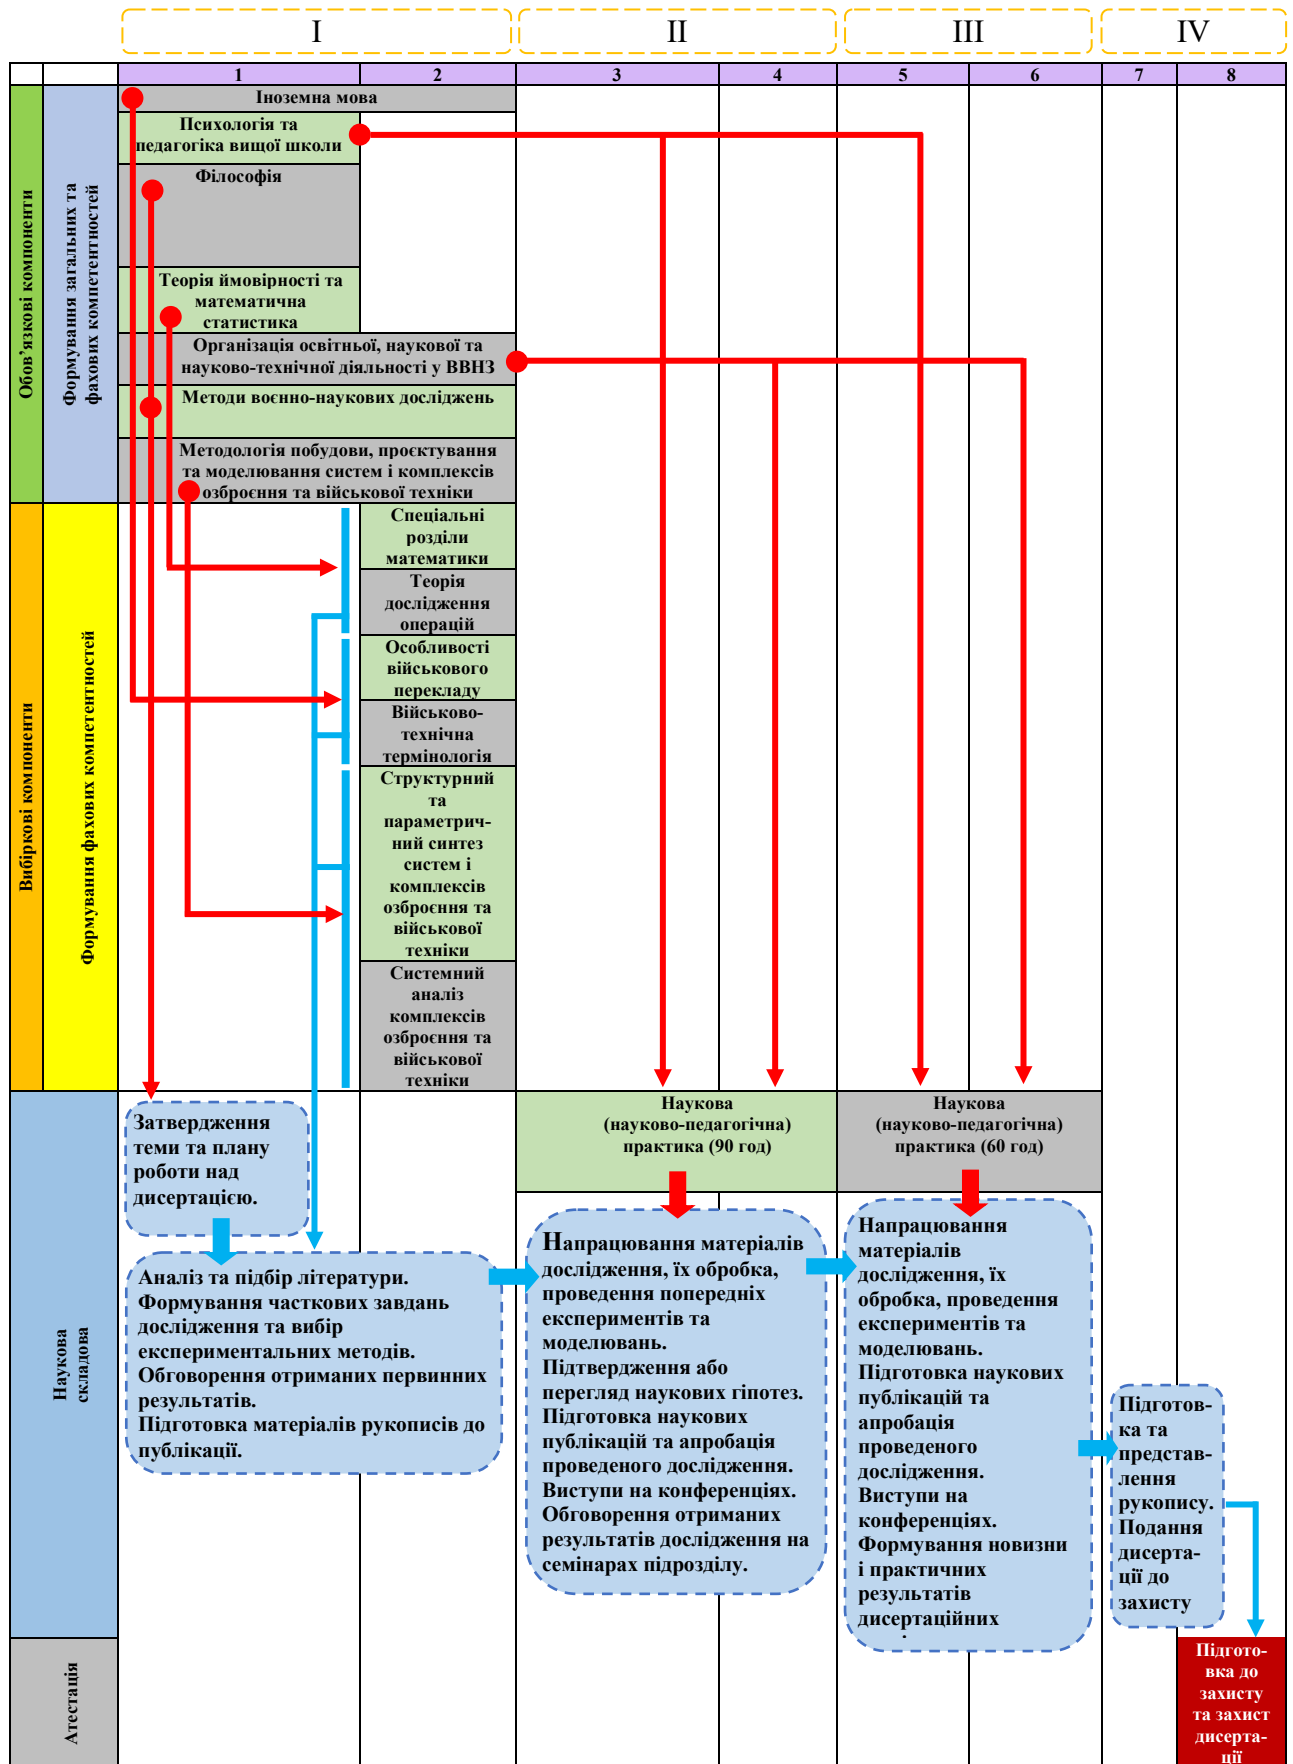 I
II
III
IV
1
2
3
4
5
6
7
8
Обов’язкові компоненти
Формування загальних та
фахових компетентностей
Іноземна мова
Психологія та
педагогіка вищої школи
Філософія
Теорія ймовірності та
математична
статистика
Організація освітньої, наукової та
науково-технічної діяльності у ВВНЗ
Методи воєнно-наукових досліджень
Методологія побудови, проєктування
та моделювання систем і комплексів
озброєння та військової техніки
Вибіркові компоненти
Формування фахових компетентностей
Спеціальні
розділи
математики
Теорія
дослідження
операцій
Особливості
військового
перекладу
Військово-
технічна
термінологія
Структурний
та
параметрич-
ний синтез
систем і
комплексів
озброєння та
військової
техніки
Системний
аналіз
комплексів
озброєння та
військової
техніки
Наукова
складова
Затвердження
теми та плану
роботи над
дисертацією.
Аналіз та підбір літератури.
Формування часткових завдань
дослідження та вибір
експериментальних методів.
Обговорення отриманих первинних
результатів.
Підготовка матеріалів рукописів до
публікації.
Наукова
(науково-педагогічна)
практика (90 год)
Напрацювання матеріалів
дослідження, їх обробка,
проведення попередніх
експериментів та
моделювань.
Підтвердження або
перегляд наукових гіпотез.
Підготовка наукових
публікацій та апробація
проведеного дослідження.
Виступи на конференціях.
Обговорення отриманих
результатів дослідження на
семінарах підрозділу.
Наукова
(науково-педагогічна)
практика (60 год)
Напрацювання
матеріалів
дослідження, їх
обробка, проведення
експериментів та
моделювань.
Підготовка наукових
публікацій та
апробація
проведеного
дослідження.
Виступи на
конференціях.
Формування новизни
і практичних
результатів
дисертаційних
Підготов-
ка та
представ-
лення
рукопису.
Подання
дисерта-
ції до
захисту
Атестація
Підгото-
вка до
захисту
та захист
дисерта-
ції